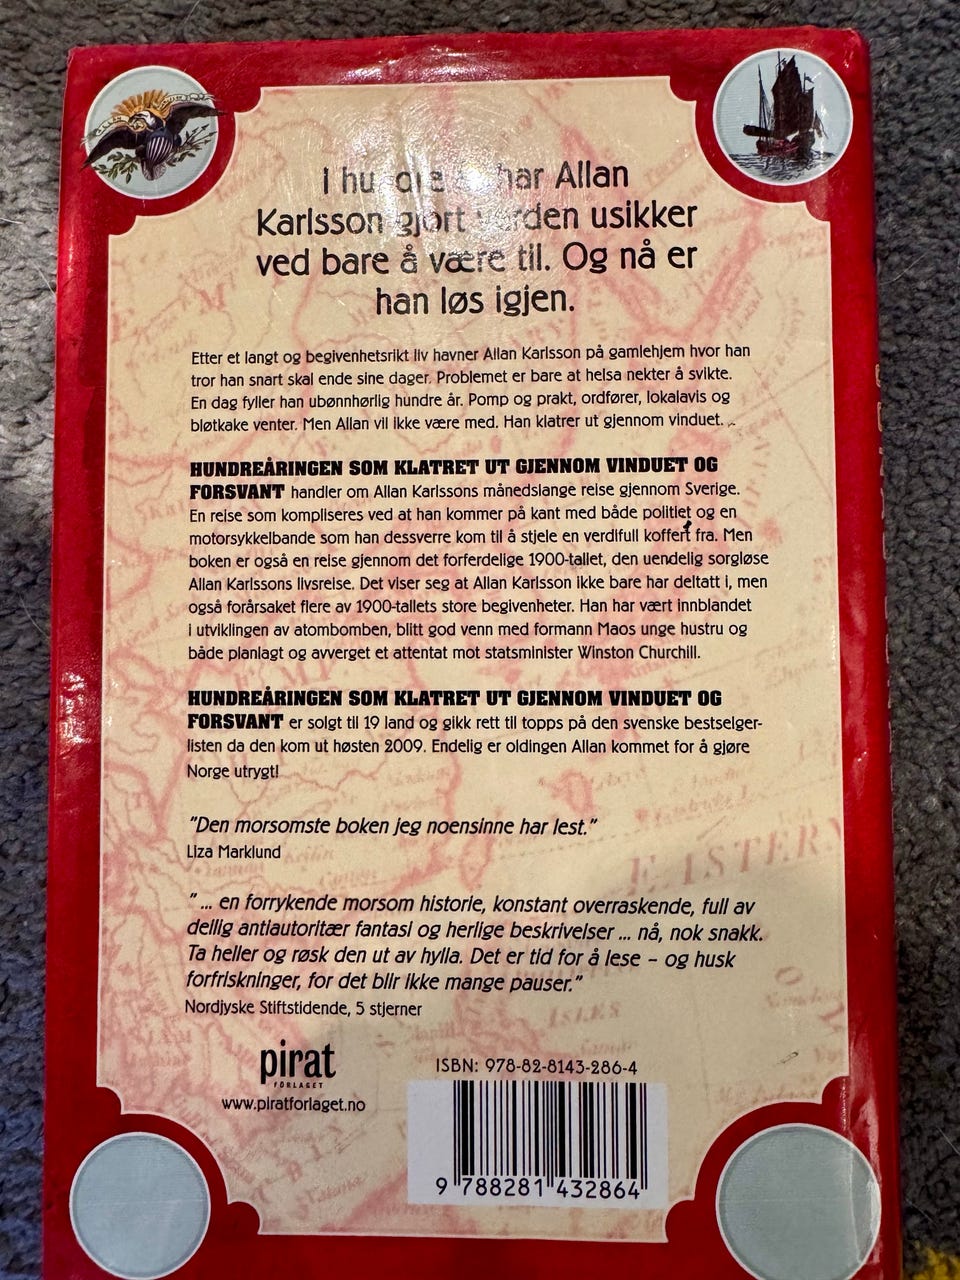 I hundre år har Allan
Karlsson gjort verden usikker
ved bare å være til. Og nå er
han løs igjen.
Etter et langt og begivenhetsrikt liv havner Allan Karlsson på gamlehjem hvor han
tror han snart skal ende sine dager. Problemet er bare at helsa nekter å svikte.
En dag fyller han ubønnhørlig hundre år. Pomp og prakt, ordfører, lokalavis og
bløtkake venter. Men Allan vil ikke være med. Han klatrer ut gjennom vinduet. ..
HUNDREÅRINGEN SOM KLATRET UT GJENNOM VINDUET OG
FORSVANT handler om Allan Karlssons månedslange reise gjennom Sverige.
En reise som kompliseres ved at han kommer på kant med både politiet og en
motorsykkelbande som han dessverre kom til å stjele en verdifull koffert fra. Men
boken er også en reise gjennom det forferdelige 1900-tallet, den uendelig sorgløse
Allan Karlssons livsreise. Det viser seg at Allan Karlsson ikke bare har deltatt i, men
også forårsaket flere av 1900-tallets store begivenheter. Han har vært innblandet
i utviklingen av atombomben, blitt god venn med formann Maos unge hustru og
både planlagt og avverget et attentat mot statsminister Winston Churchill.
HUNDREÅRINGEN SOM KLATRET UT GJENNOM VINDUET OG
FORSVANT er solgt til 19 land og gikk rett til topps på den svenske bestselger-
listen da den kom ut høsten 2009. Endelig er oldingen Allan kommet for å gjøre
Norge utrygt!
"Den morsomste boken jeg noensinne har lest."
Liza Marklund
"... en forrykende morsom historie, konstant overraskende, full av
deilig antiautoritær fantasi og herlige beskrivelser ... nå, nok snakk.
Ta heller og røsk den ut av hylla. Det er tid for å lese – og husk
forfriskninger, for det blir ikke mange pauser."
Nordjyske Stiftstidende, 5 stjerner
pirat
FORLAGET
www.piratforlaget.no
ISBN: 978-82-8143-286-4
9 788281 432864
EASTERN
ISLES